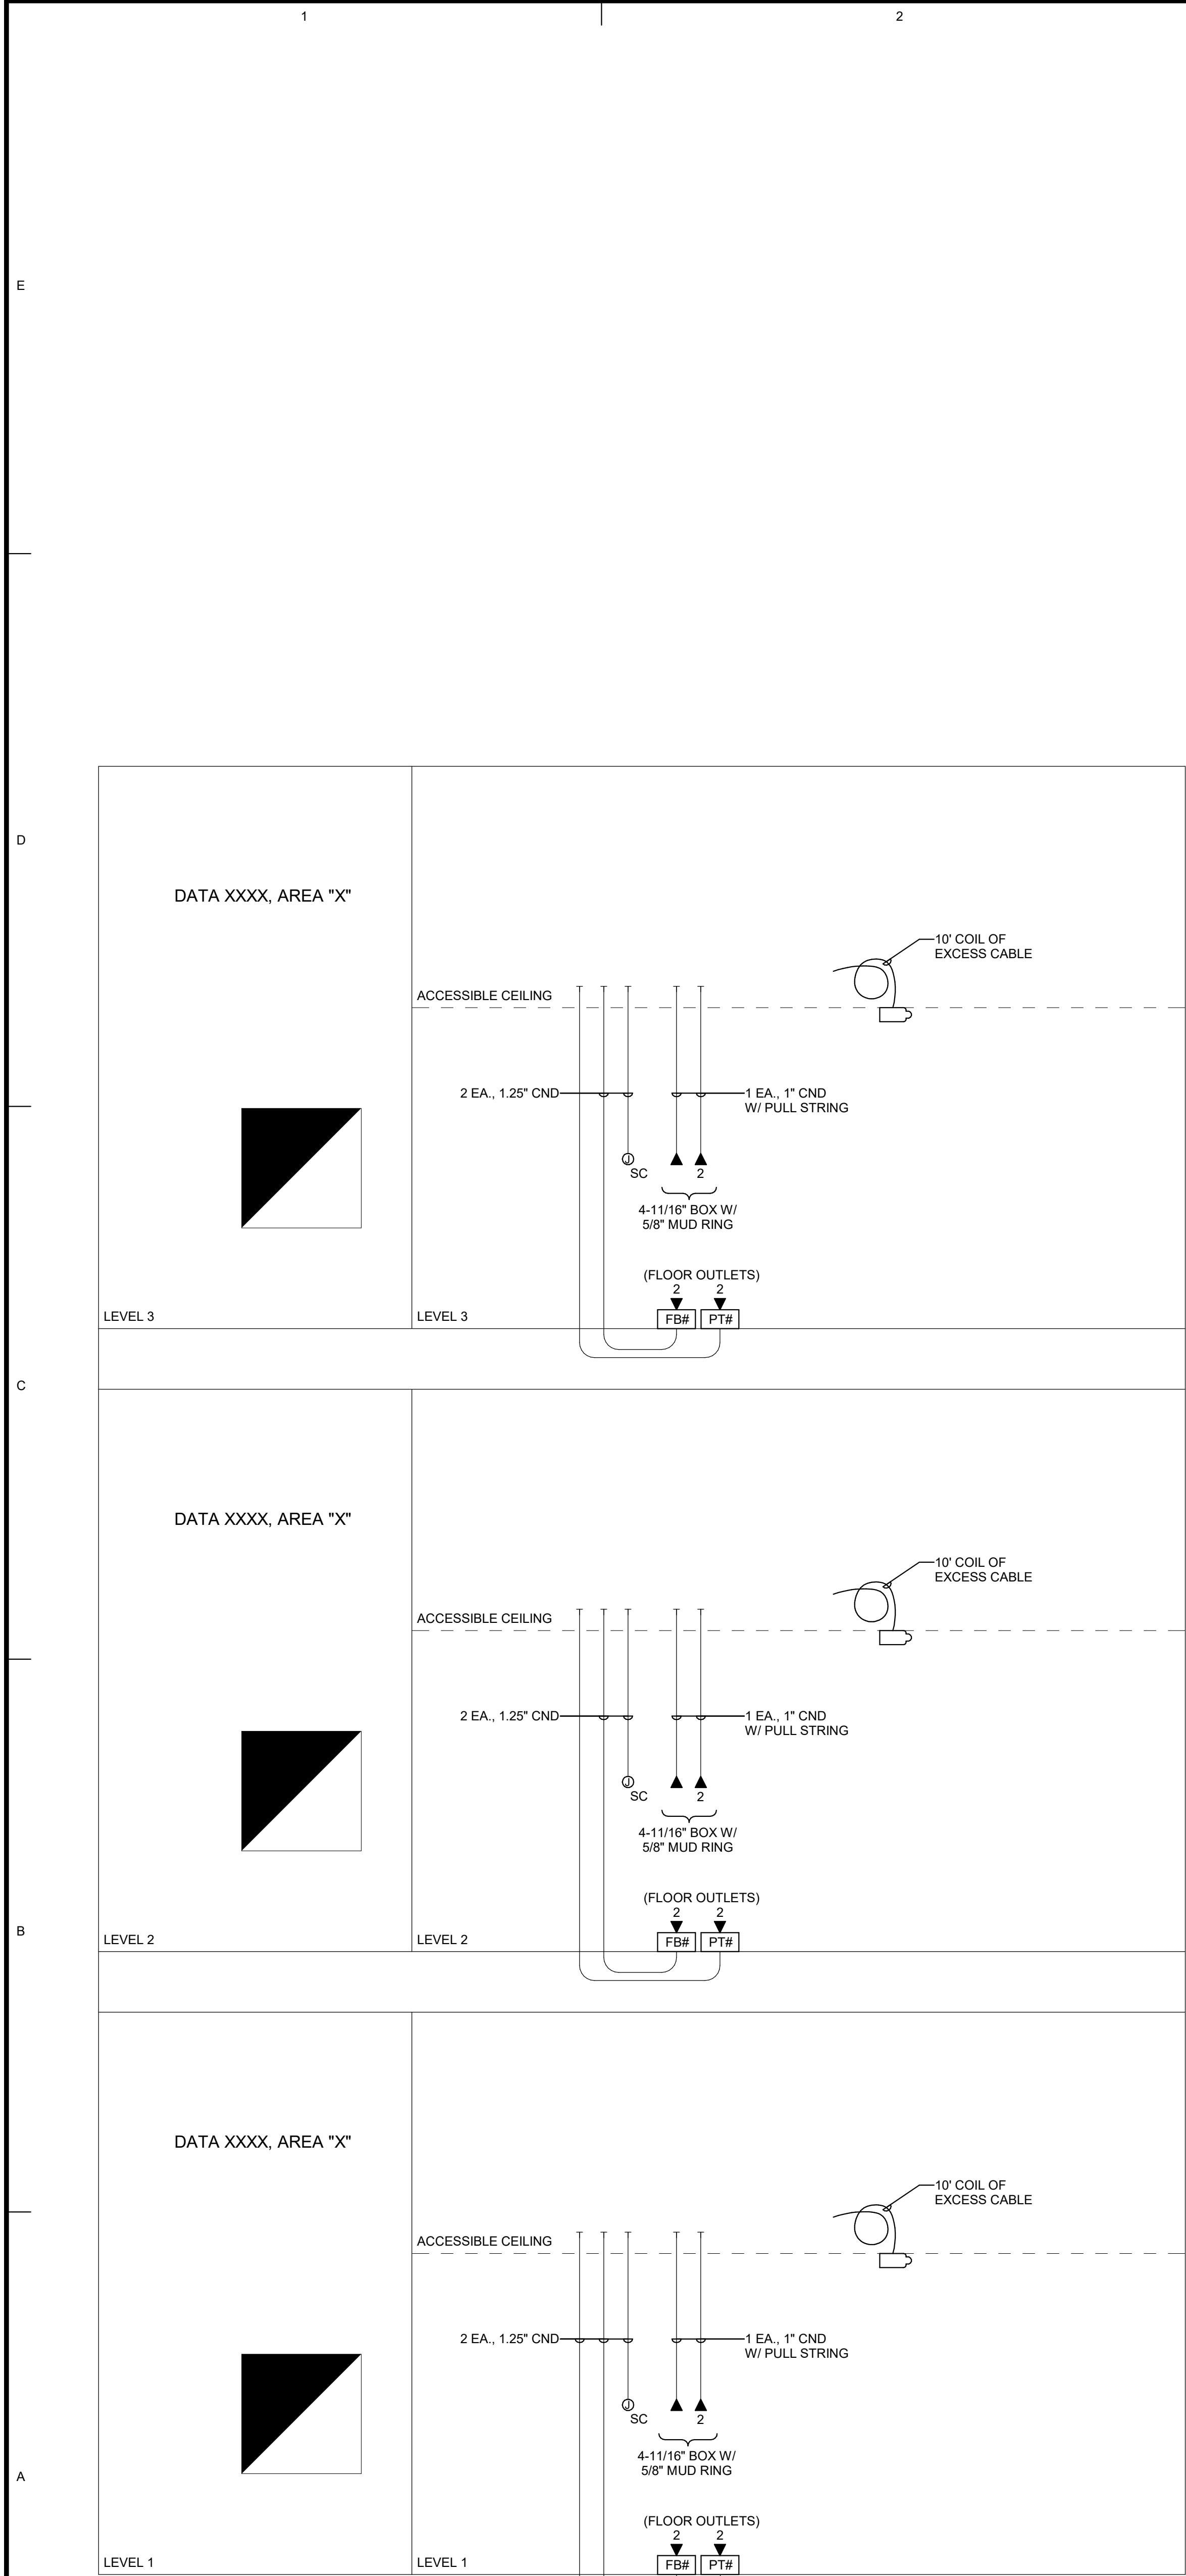 1
2
E
D
DATA XXXX, AREA "X"
10' COIL OF
EXCESS CABLE
ACCESSIBLE CEILING
2 EA., 1.25" CND
1 EA., 1" CND
W/ PULL STRING
J
SC
2
4-11/16" BOX W/
5/8" MUD RING
(FLOOR OUTLETS)
2 2
FB# PT#
LEVEL 3
LEVEL 3
C
DATA XXXX, AREA "X"
10' COIL OF
EXCESS CABLE
ACCESSIBLE CEILING
2 EA., 1.25" CND
1 EA., 1" CND
W/ PULL STRING
J
SC
2
4-11/16" BOX W/
5/8" MUD RING
(FLOOR OUTLETS)
2 2
FB# PT#
B
LEVEL 2
LEVEL 2
DATA XXXX, AREA "X"
10' COIL OF
EXCESS CABLE
ACCESSIBLE CEILING
2 EA., 1.25" CND
1 EA., 1" CND
W/ PULL STRING
J
SC
2
4-11/16" BOX W/
5/8" MUD RING
A
(FLOOR OUTLETS)
2 2
FB# PT#
LEVEL 1
LEVEL 1